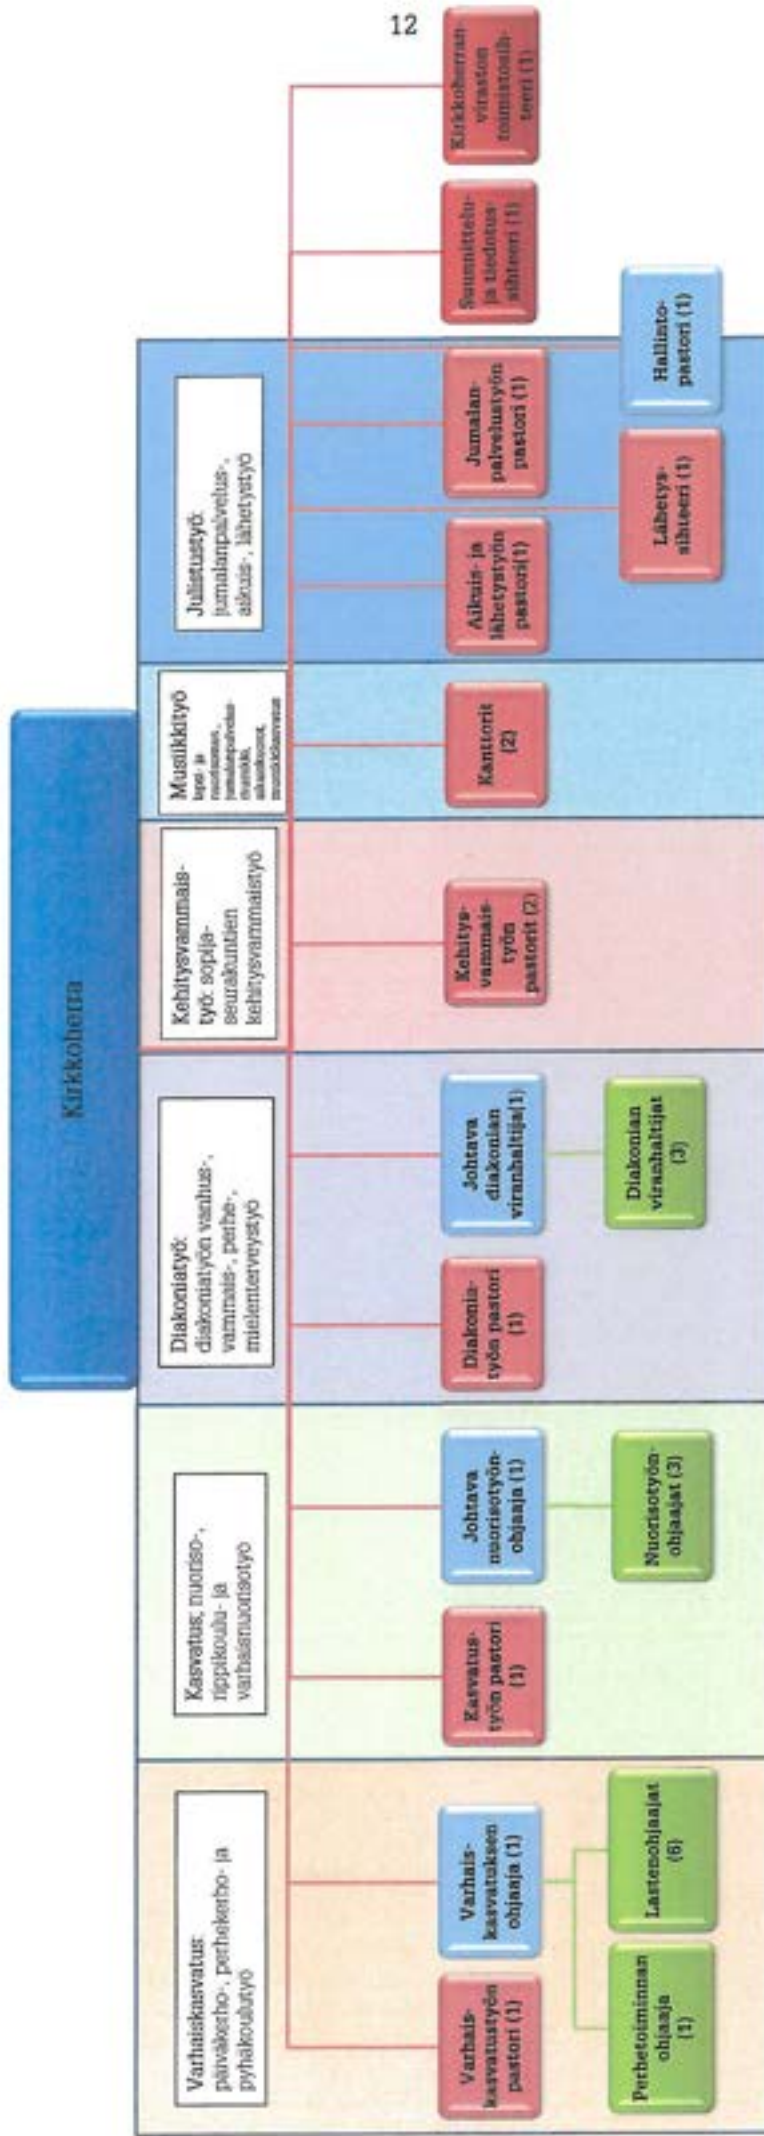 12
Kirkkoherra
Varhaiskasvatus:
päiväkerho-, perhekerho- ja
pyhäkoulutyö
Kasvatus; nuoriso-,
rippikoulu- ja
varhaisnuorisotyö
Diakoniatyö:
diakoniatyön vanhus-,
vammais-, perhe-,
mielenterveystyö
Kehitysvammais-
työ: sopija-
seurakuntien
kehitysvammaistyö
Musiikkityö
lapsi- ja
jumalanpalvelus-
musiikkikasvatus
Julistustyö:
jumalanpalvelus-,
aikuis-, lähetystyö
Varhais-
kasvatustyön
pastori (1)
Varhais-
kasvatuksen
ohjaaja (1)
Perhetoiminnan
ohjaaja
(1)
Lastenohjaajat
(6)
Kasvatus-
työn pastori
(1)
Johtava
nuorisotyön-
ohjaaja (1)
Nuorisotyön-
ohjaajat (3)
Diakonia-
työn pastori
(1)
Johtava
diakonian
viranhaltija(1)
Diakonian
viranhaltijat
(3)
Kehitys-
vammais-
työn
pastorit (2)
Kanttorit
(2)
Aikuis- ja
lähetystyön
pastori(1)
Jumalan-
palvelustyön
pastori (1)
Lähetys-
sihteeri (1)
Hallinto-
pastori (1)
Suunnittelu-
ja tiedotus-
sihteeri (1)
Kirkkoherran-
viraston
toimistosih-
teeri (1)